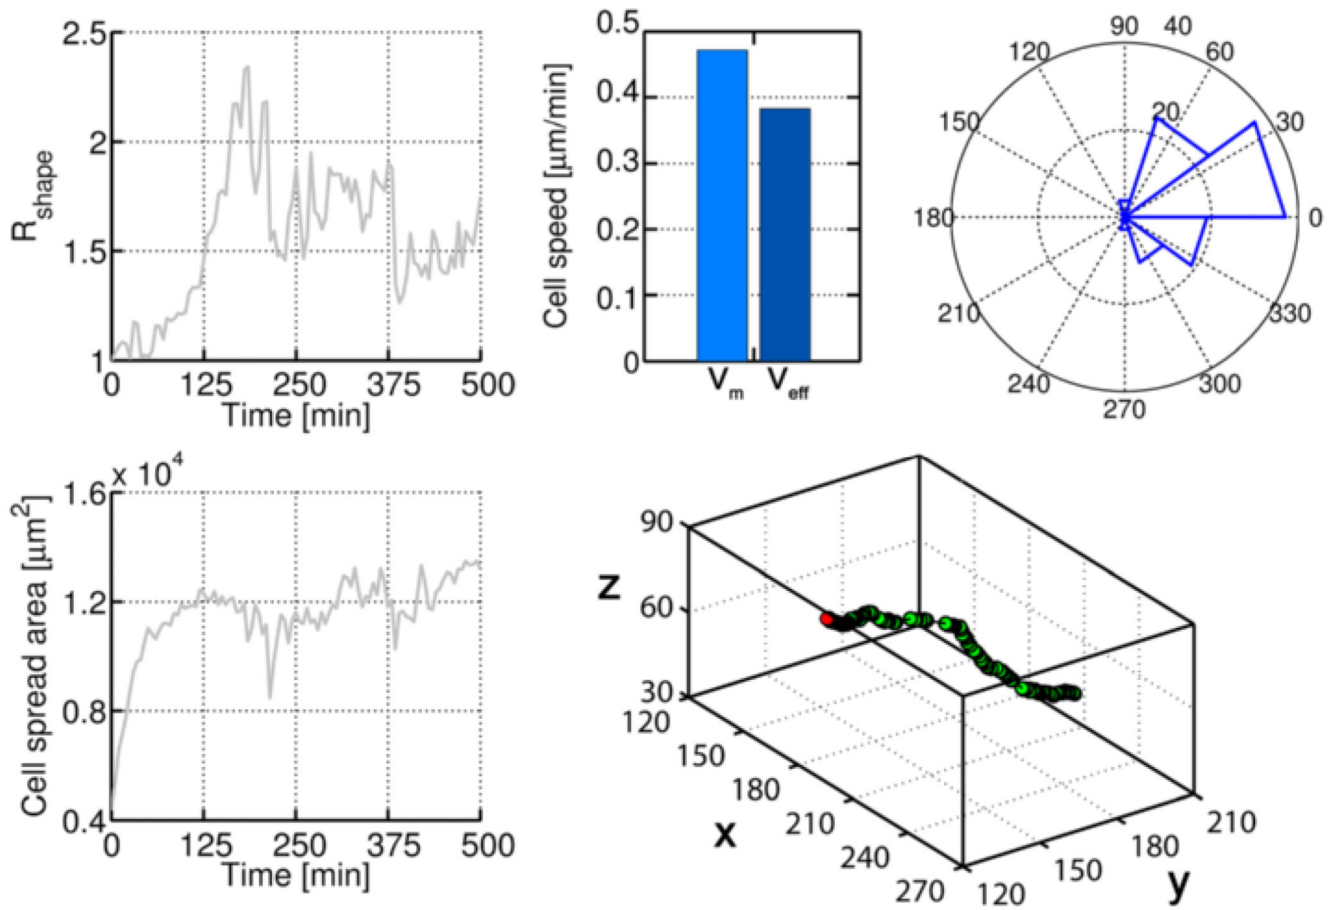 2.5
2
1.5
1
R_shape
0 125 250 375 500
Time [min]
0.5
0.4
0.3
0.2
0.1
0
Cell speed [μm/min]
V_m V_eff
90 40
120 60
150 20 30
180 0
210 330
240 300
270
x 10^4
1.6
1.2
0.8
0.4
Cell spread area [μm^2]
0 125 250 375 500
Time [min]
90
60
30
z
120
150
180
210
240
270
x
120
150
180
210
y